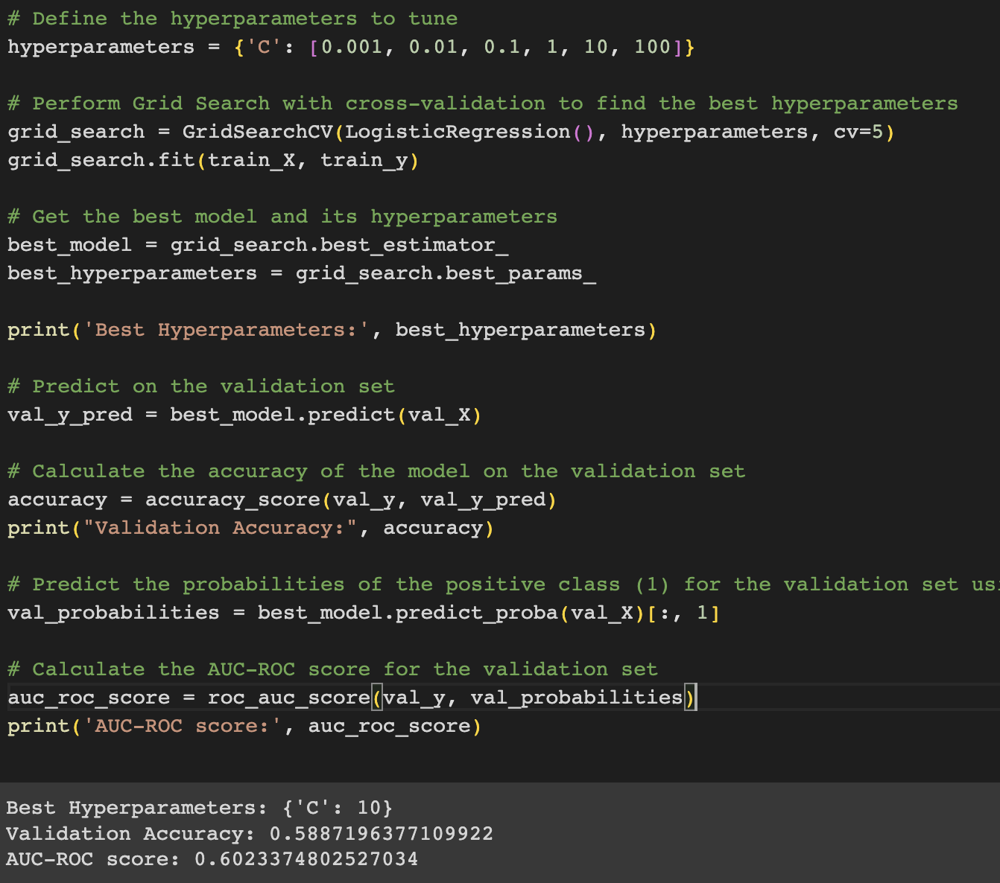 # Define the hyperparameters to tune
hyperparameters = {'C': [0.001, 0.01, 0.1, 1, 10, 100]}
# Perform Grid Search with cross-validation to find the best hyperparameters
grid_search = GridSearchCV(LogisticRegression(), hyperparameters, cv=5)
grid_search.fit(train_X, train_y)
# Get the best model and its hyperparameters
best_model = grid_search.best_estimator_
best_hyperparameters = grid_search.best_params_
print('Best Hyperparameters:', best_hyperparameters)
# Predict on the validation set
val_y_pred = best_model.predict(val_X)
# Calculate the accuracy of the model on the validation set
accuracy = accuracy_score(val_y, val_y_pred)
print("Validation Accuracy:", accuracy)
# Predict the probabilities of the positive class (1) for the validation set
val_probabilities = best_model.predict_proba(val_X)[:, 1]
# Calculate the AUC-ROC score for the validation set
auc_roc_score = roc_auc_score(val_y, val_probabilities)
print('AUC-ROC score:', auc_roc_score)
Best Hyperparameters: {'C': 10}
Validation Accuracy: 0.5887196377109922
AUC-ROC score: 0.6023374802527034